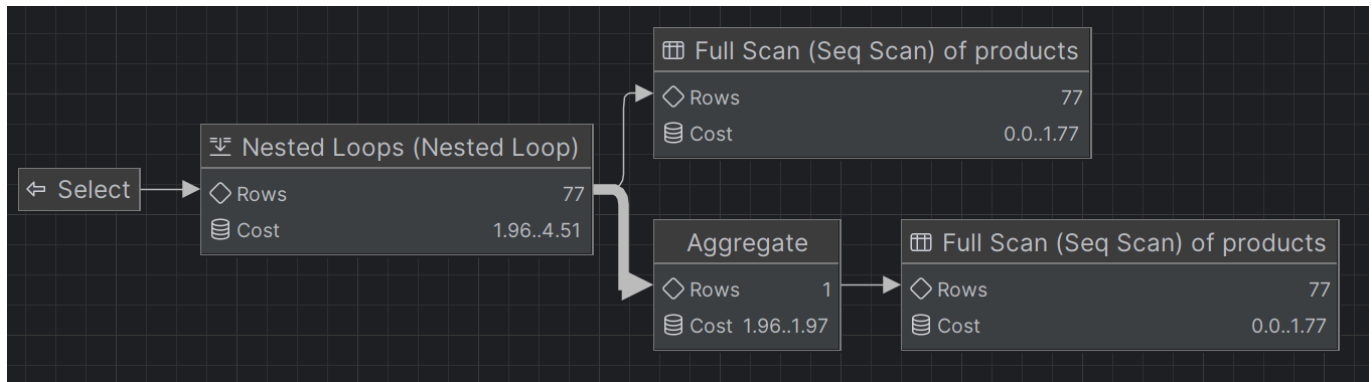 Select
Nested Loops (Nested Loop)
Rows 77
Cost 1.96..4.51
Full Scan (Seq Scan) of products
Rows 77
Cost 0.0..1.77
Aggregate
Rows 1
Cost 1.96..1.97
Full Scan (Seq Scan) of products
Rows 77
Cost 0.0..1.77